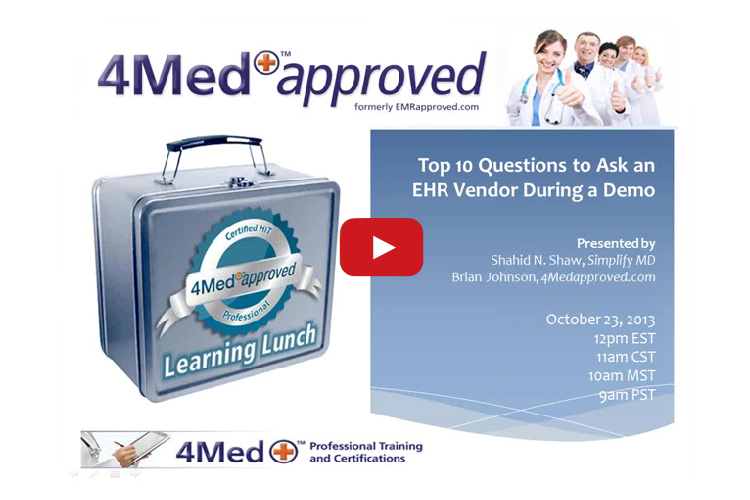 4Med+™approved
formerly EMRapproved.com
Certified HIT
4Med+approved
Professional
Learning Lunch
Top 10 Questions to Ask an
EHR Vendor During a Demo
Presented by
Shahid N. Shaw, Simplify MD
Brian Johnson, 4Medapproved.com
October 23, 2013
12pm EST
11am CST
10am MST
9am PST
4Med+™ Professional Training
and Certifications